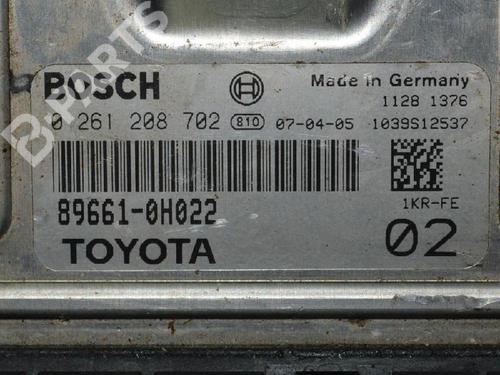 BOSCH
Made in Germany
1128 1376
0 261 208 702 810 07-04-05 1039S12537
89661-0H022
1KR-FE
TOYOTA
02
B PARTS